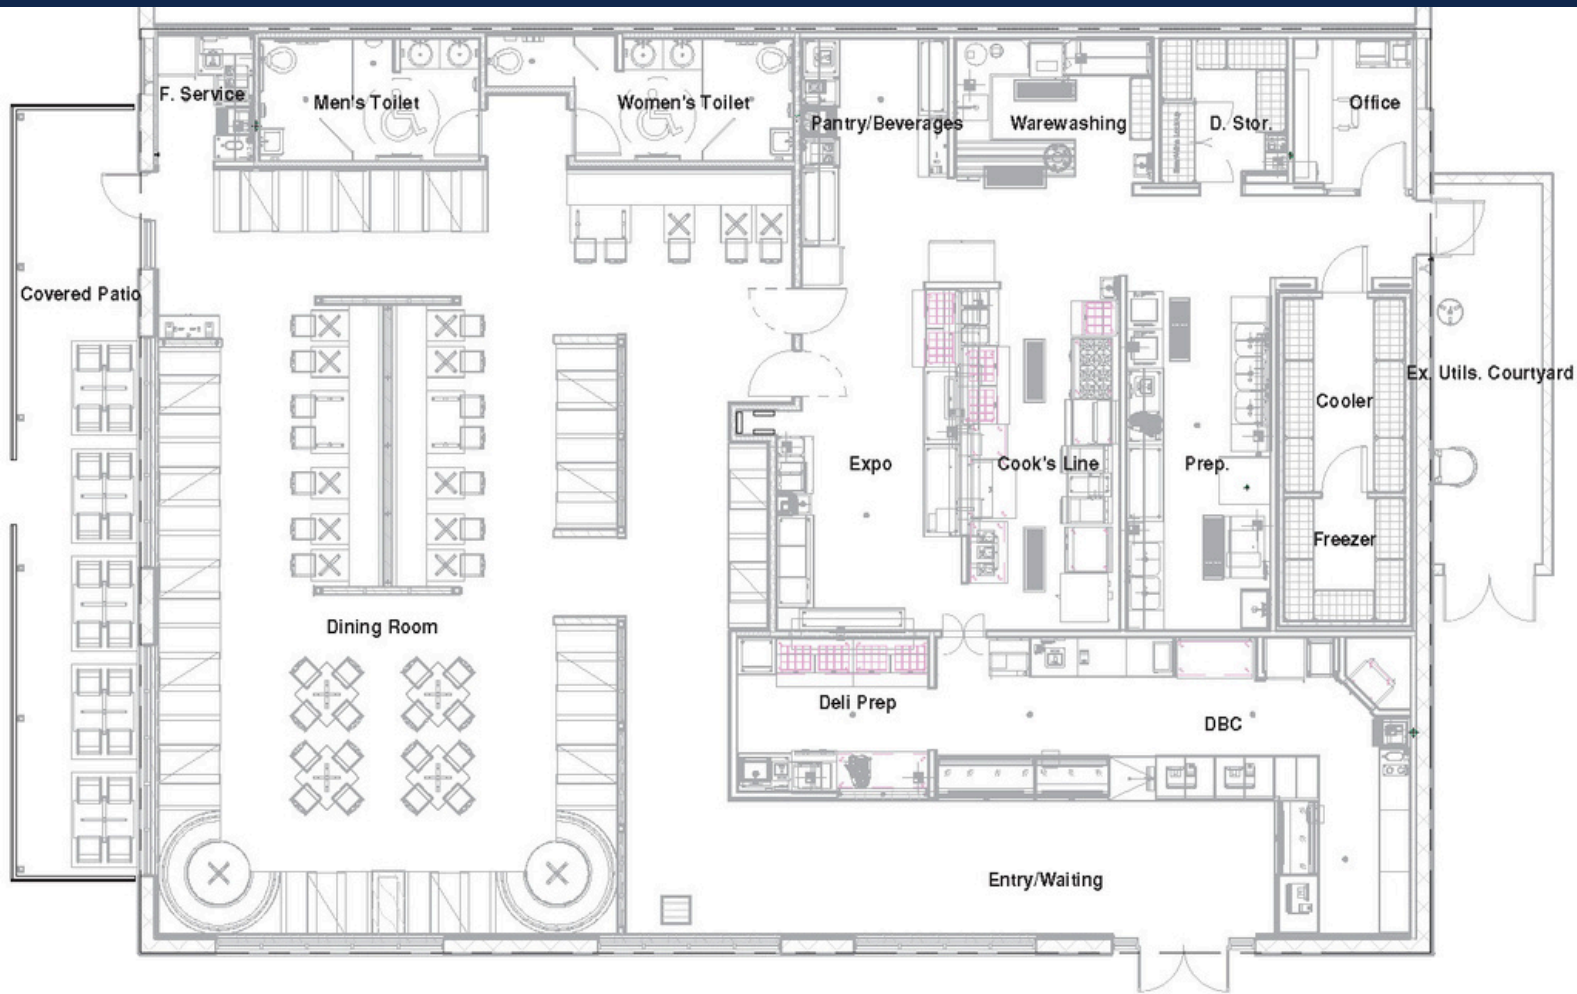 F. Service
Men's Toilet
Women's Toilet
Pantry/Beverages
Warewashing
D. Stor.
Office
Covered Patio
Ex. Utils. Courtyard
Cooler
Expo
Cook's Line
Prep.
Freezer
Dining Room
Deli Prep
DBC
Entry/Waiting